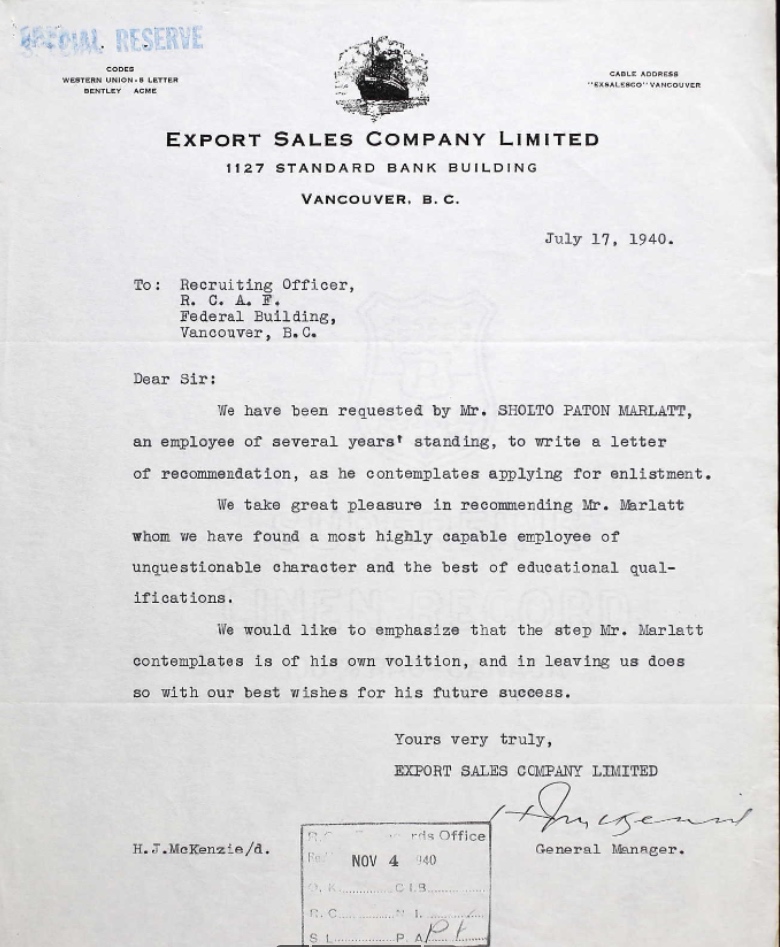 SPECIAL RESERVE
CODES
WESTERN UNION-5 LETTER
BENTLEY ACME
CABLE ADDRESS
"EXSALESCO" VANCOUVER
EXPORT SALES COMPANY LIMITED
1127 STANDARD BANK BUILDING
VANCOUVER, B. C.
July 17, 1940.
To: Recruiting Officer,
R. C. A. F.
Federal Building,
Vancouver, B.C.
Dear Sir:
We have been requested by Mr. SHOLTO PATON MARLATT,
an employee of several years' standing, to write a letter
of recommendation, as he contemplates applying for enlistment.
We take great pleasure in recommending Mr. Marlatt
whom we have found a most highly capable employee of
unquestionable character and the best of educational qual-
ifications.
We would like to emphasize that the step Mr. Marlatt
contemplates is of his own volition, and in leaving us does
so with our best wishes for his future success.
Yours very truly,
EXPORT SALES COMPANY LIMITED
H J McKenzie
H.J.McKenzie/d.
General Manager.
Office
NOV 4 1940
O. K. C I B
R. C. N I.
S L P. A